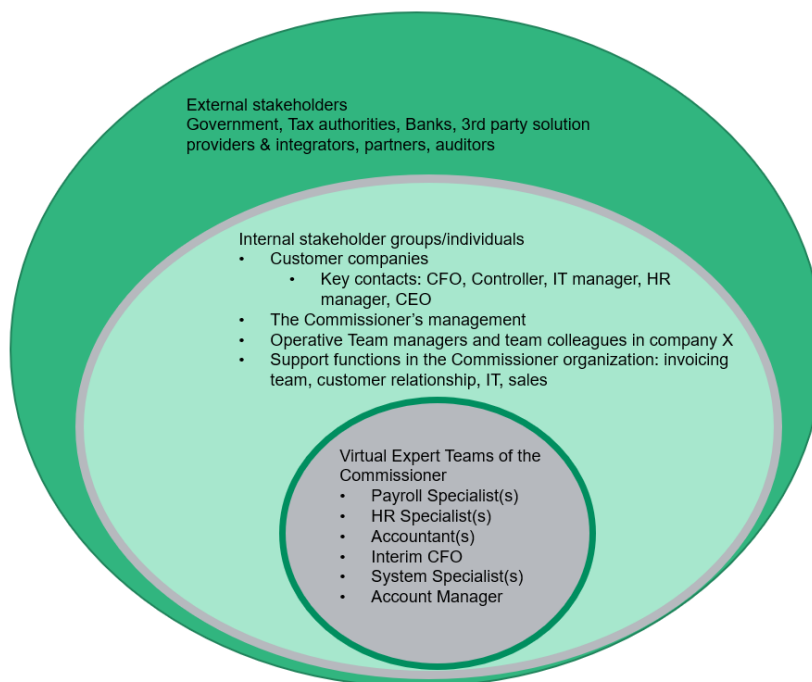 External stakeholders
Government, Tax authorities, Banks, 3rd party solution
providers & integrators, partners, auditors
Internal stakeholder groups/individuals
• Customer companies
• Key contacts: CFO, Controller, IT manager, HR
manager, CEO
• The Commissioner’s management
• Operative Team managers and team colleagues in company X
• Support functions in the Commissioner organization: invoicing
team, customer relationship, IT, sales
Virtual Expert Teams of the
Commissioner
• Payroll Specialist(s)
• HR Specialist(s)
• Accountant(s)
• Interim CFO
• System Specialist(s)
• Account Manager